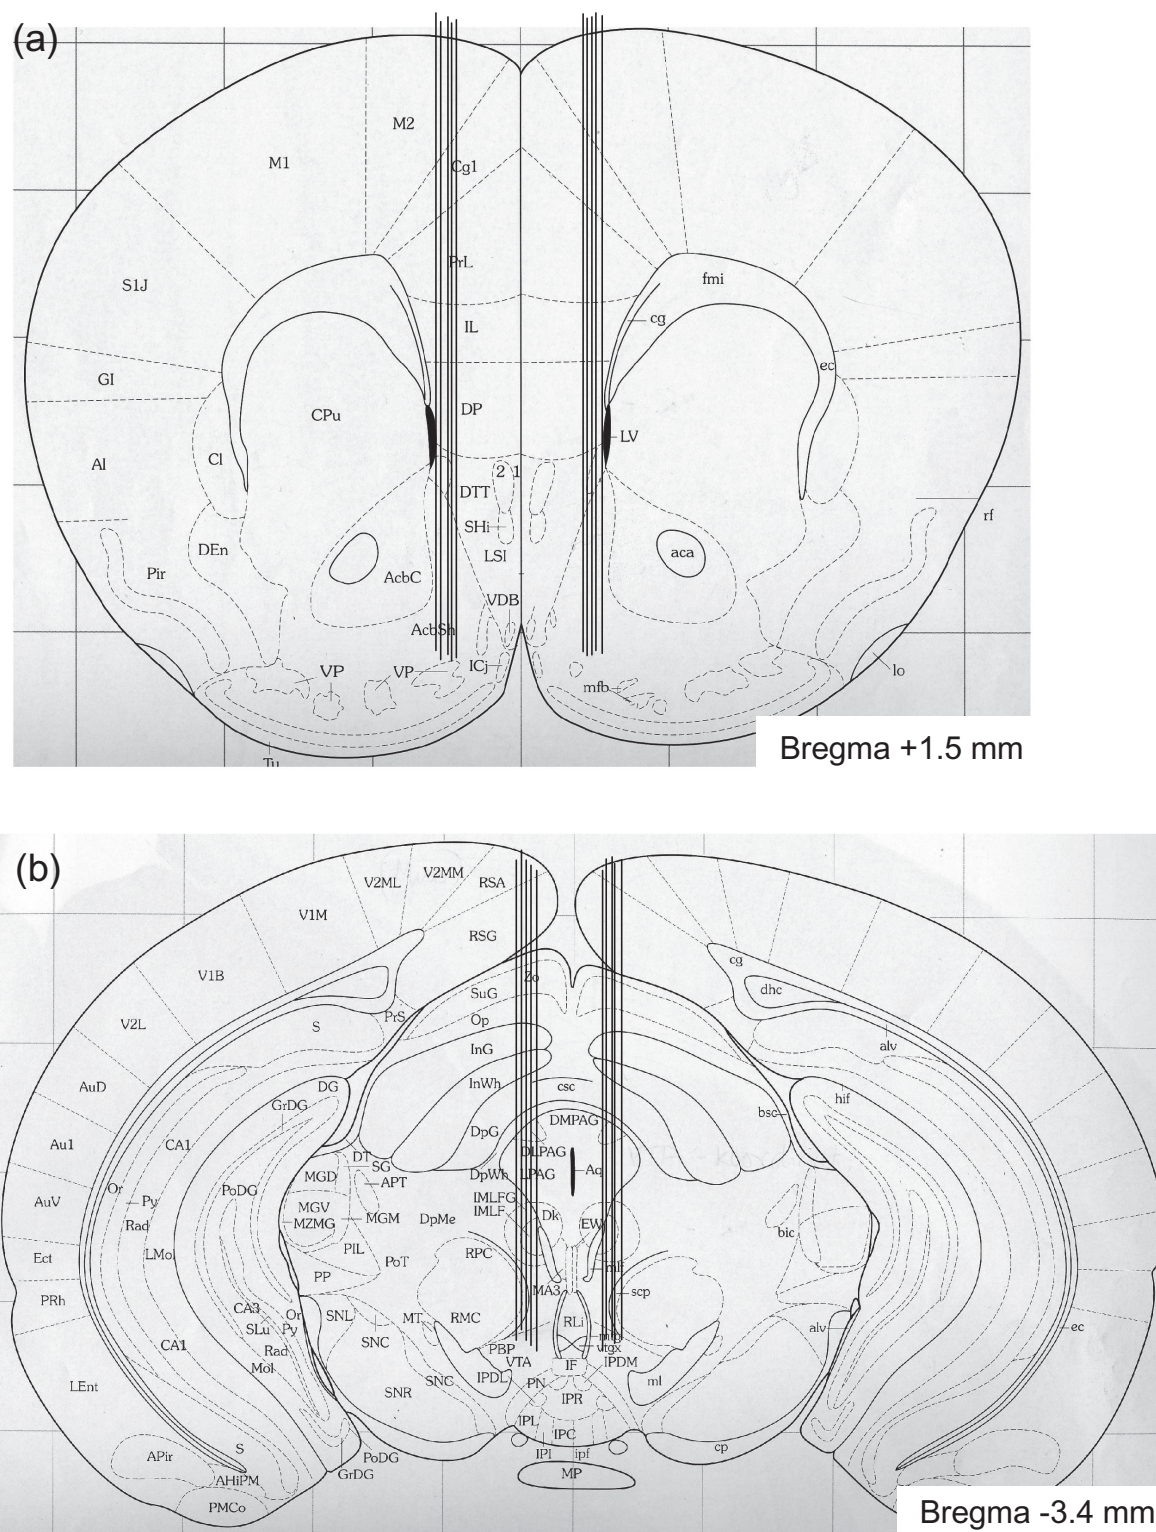 (a)
M2
M1
Cg1
PrL
fmi
S1J
cg
IL
ec
GI
DP
CPu
LV
AI
Cl
2 1
DTT
rf
SHi
DEn
aca
LSI
Pir
AcbC
VDB
AcbSh
ICj
VP
VP
lo
mfb
Tu
Bregma +1.5 mm
(b)
V2MM
V2ML
RSA
V1M
RSG
cg
V1B
Zo
dhc
SuG
PrS
V2L
Op
S
alv
InG
AuD
DG
InWh
csc
hif
GrDG
bsc
DMPAG
Au1
CA1
DpG
DLPAG
DT
SG
MGD
APT
DpWh
LPAG
Aq
Or
PoDG
IMLFG
AuV
Py
MGV
IMLF
Dk
MZMG
MGM
DpMe
EW
Rad
bic
PIL
RPC
Ect
LMol
PoT
mlf
PP
MA3
scp
PRh
CA3
Or
SNL
MT
RMC
RLi
SLu
Py
alv
ec
CA1
SNC
mtg
Rad
PBP
vtgx
Mol
VTA
IF
IPDM
LEnt
SNC
IPDL
PN
ml
SNR
IPR
IPL
IPC
S
cp
APir
PoDG
IPI
ipf
AHiPM
GrDG
MP
PMCo
Bregma -3.4 mm